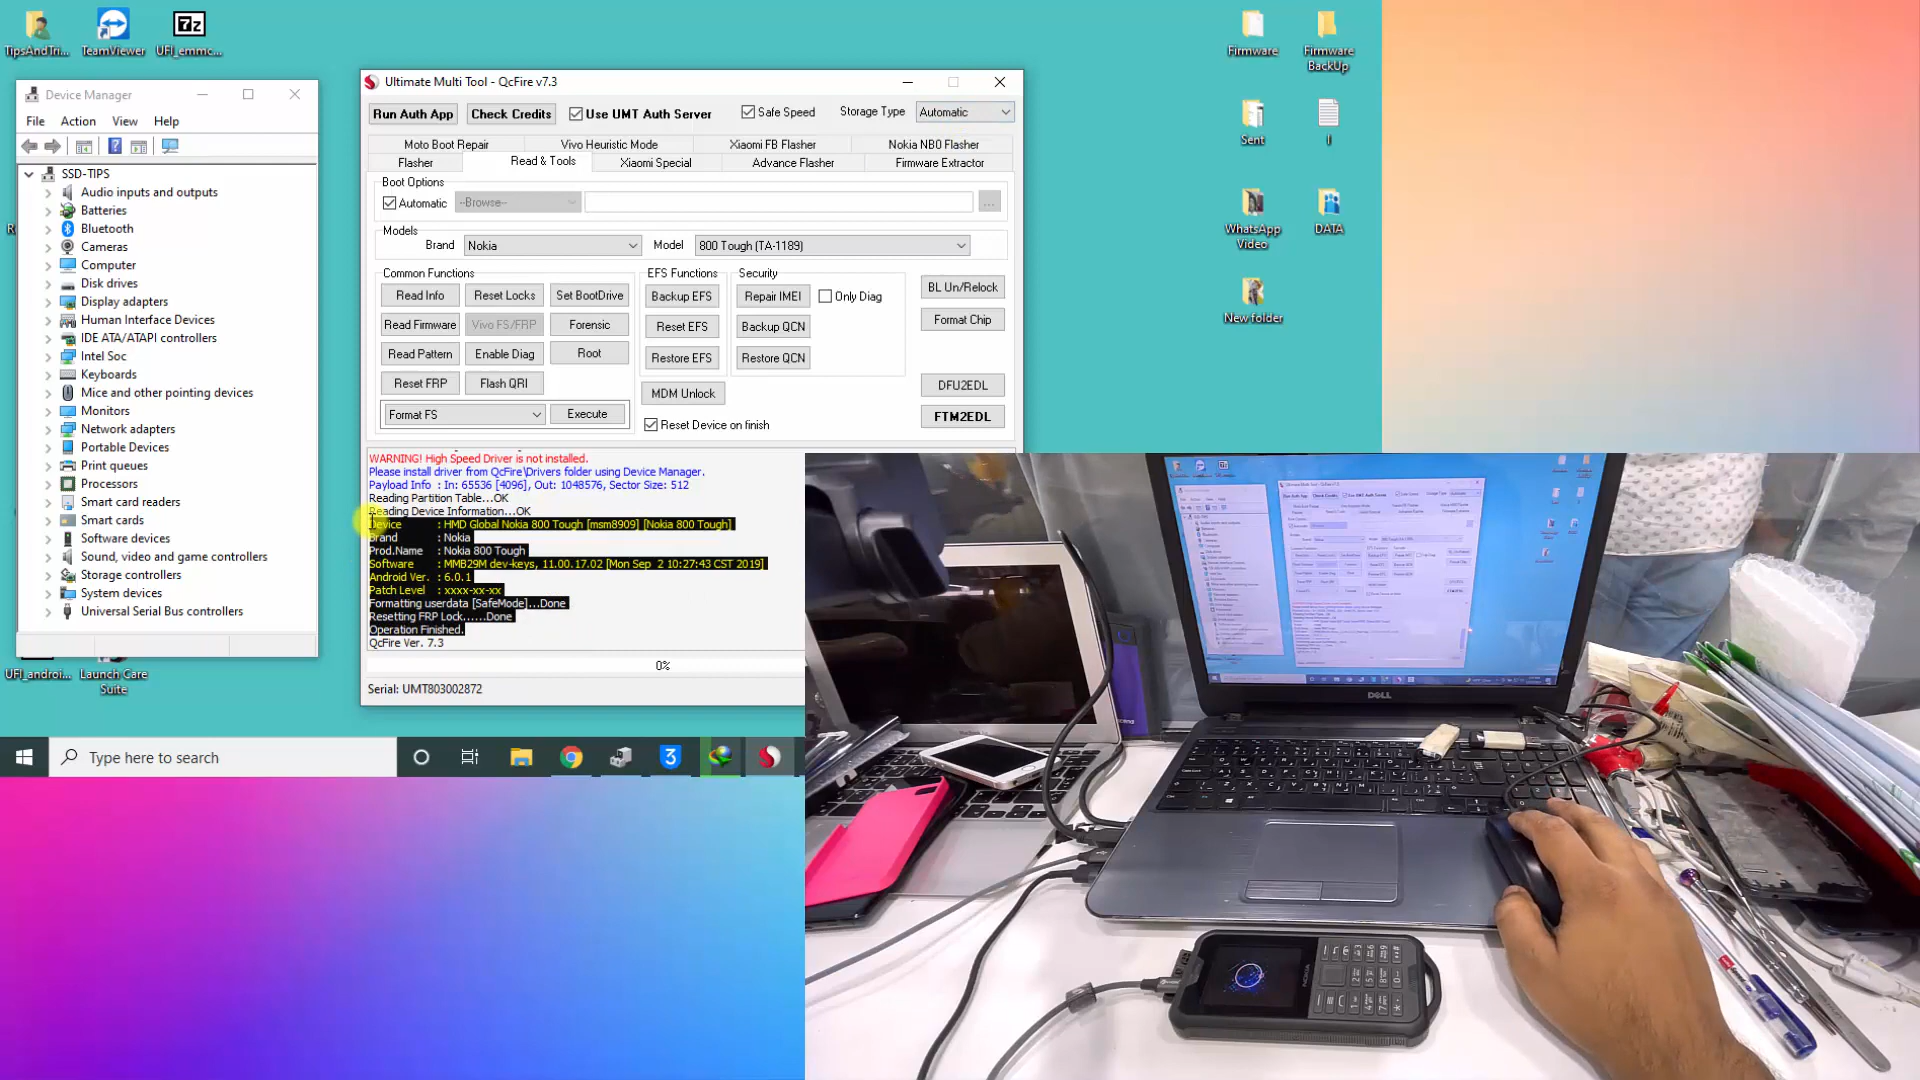 TipsAndTri...
TeamViewer
UFI_emmc...
Firmware
Firmware BackUp
Sent
I
WhatsApp Video
DATA
New folder
Device Manager
File Action View Help
SSD-TIPS
Audio inputs and outputs
Batteries
Bluetooth
Cameras
Computer
Disk drives
Display adapters
Human Interface Devices
IDE ATA/ATAPI controllers
Intel Soc
Keyboards
Mice and other pointing devices
Monitors
Network adapters
Portable Devices
Print queues
Processors
Smart card readers
Smart cards
Software devices
Sound, video and game controllers
Storage controllers
System devices
Universal Serial Bus controllers
UFI_androi...
Launch Care Suite
Ultimate Multi Tool - QcFire v7.3
Run Auth App Check Credits Use UMT Auth Server Safe Speed Storage Type Automatic
Moto Boot Repair Vivo Heuristic Mode Xiaomi FB Flasher Nokia NB0 Flasher
Flasher Read & Tools Xiaomi Special Advance Flasher Firmware Extractor
Boot Options
Automatic --Browse-- ...
Models
Brand Nokia Model 800 Tough (TA-1189)
Common Functions EFS Functions Security
Read Info Reset Locks Set BootDrive Backup EFS Repair IMEI Only Diag BL Un/Relock
Read Firmware Vivo FS/FRP Forensic Reset EFS Backup QCN Format Chip
Read Pattern Enable Diag Root Restore EFS Restore QCN
Reset FRP Flash QRI MDM Unlock DFU2EDL
Format FS Execute Reset Device on finish FTM2EDL
WARNING! High Speed Driver is not installed.
Please install driver from QcFire\Drivers folder using Device Manager.
Payload Info : In: 65536 [4096], Out: 1048576, Sector Size: 512
Reading Partition Table...OK
Reading Device Information...OK
Device : HMD Global Nokia 800 Tough [msm8909] [Nokia 800 Tough]
Brand : Nokia
Prod.Name : Nokia 800 Tough
Software : MMB29M dev-keys, 11.00.17.02 [Mon Sep 2 10:27:43 CST 2019]
Android Ver. : 6.0.1
Patch Level : xxxx-xx-xx
Formatting userdata [SafeMode]...Done
Resetting FRP Lock......Done
Operation Finished.
QcFire Ver. 7.3
0%
Serial: UMT803002872
Type here to search
DELL
NOKIA